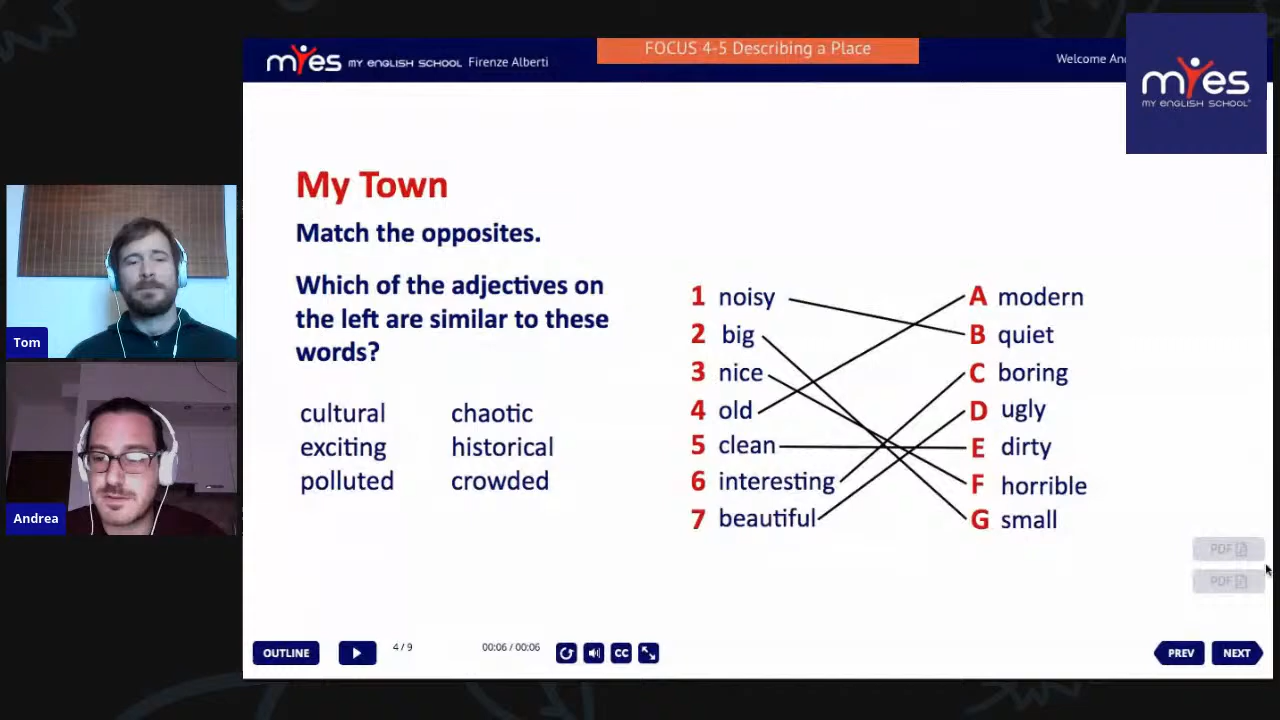 myes MY ENGLISH SCHOOL Firenze Alberti
FOCUS 4-5 Describing a Place
Welcome And
myes
MY ENGLISH SCHOOL
My Town
Match the opposites.
Which of the adjectives on
the left are similar to these
words?
cultural chaotic
exciting historical
polluted crowded
1 noisy A modern
2 big B quiet
3 nice C boring
4 old D ugly
5 clean E dirty
6 interesting F horrible
7 beautiful G small
Tom
Andrea
PDF
PDF
OUTLINE 4 / 9 00:06 / 00:06 CC PREV NEXT